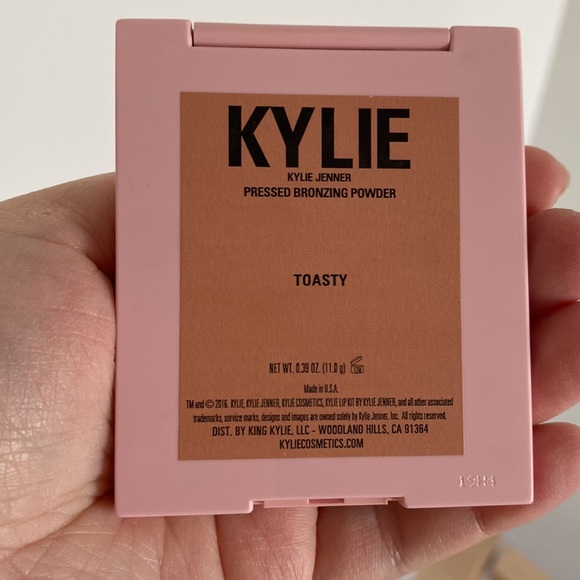 KYLIE
KYLIE JENNER
PRESSED BRONZING POWDER
TOASTY
NET WT. 0.39 OZ. (11.0 g)
Made in U.S.A.
TM and © 2016. KYLIE, KYLIE JENNER, KYLIE COSMETICS, KYLIE LIP KIT BY KYLIE JENNER, and all other associated
trademarks, service marks, designs and images are owned solely by Kylie Jenner, Inc. All rights reserved.
DIST. BY KING KYLIE, LLC - WOODLAND HILLS, CA 91364
KYLIECOSMETICS.COM